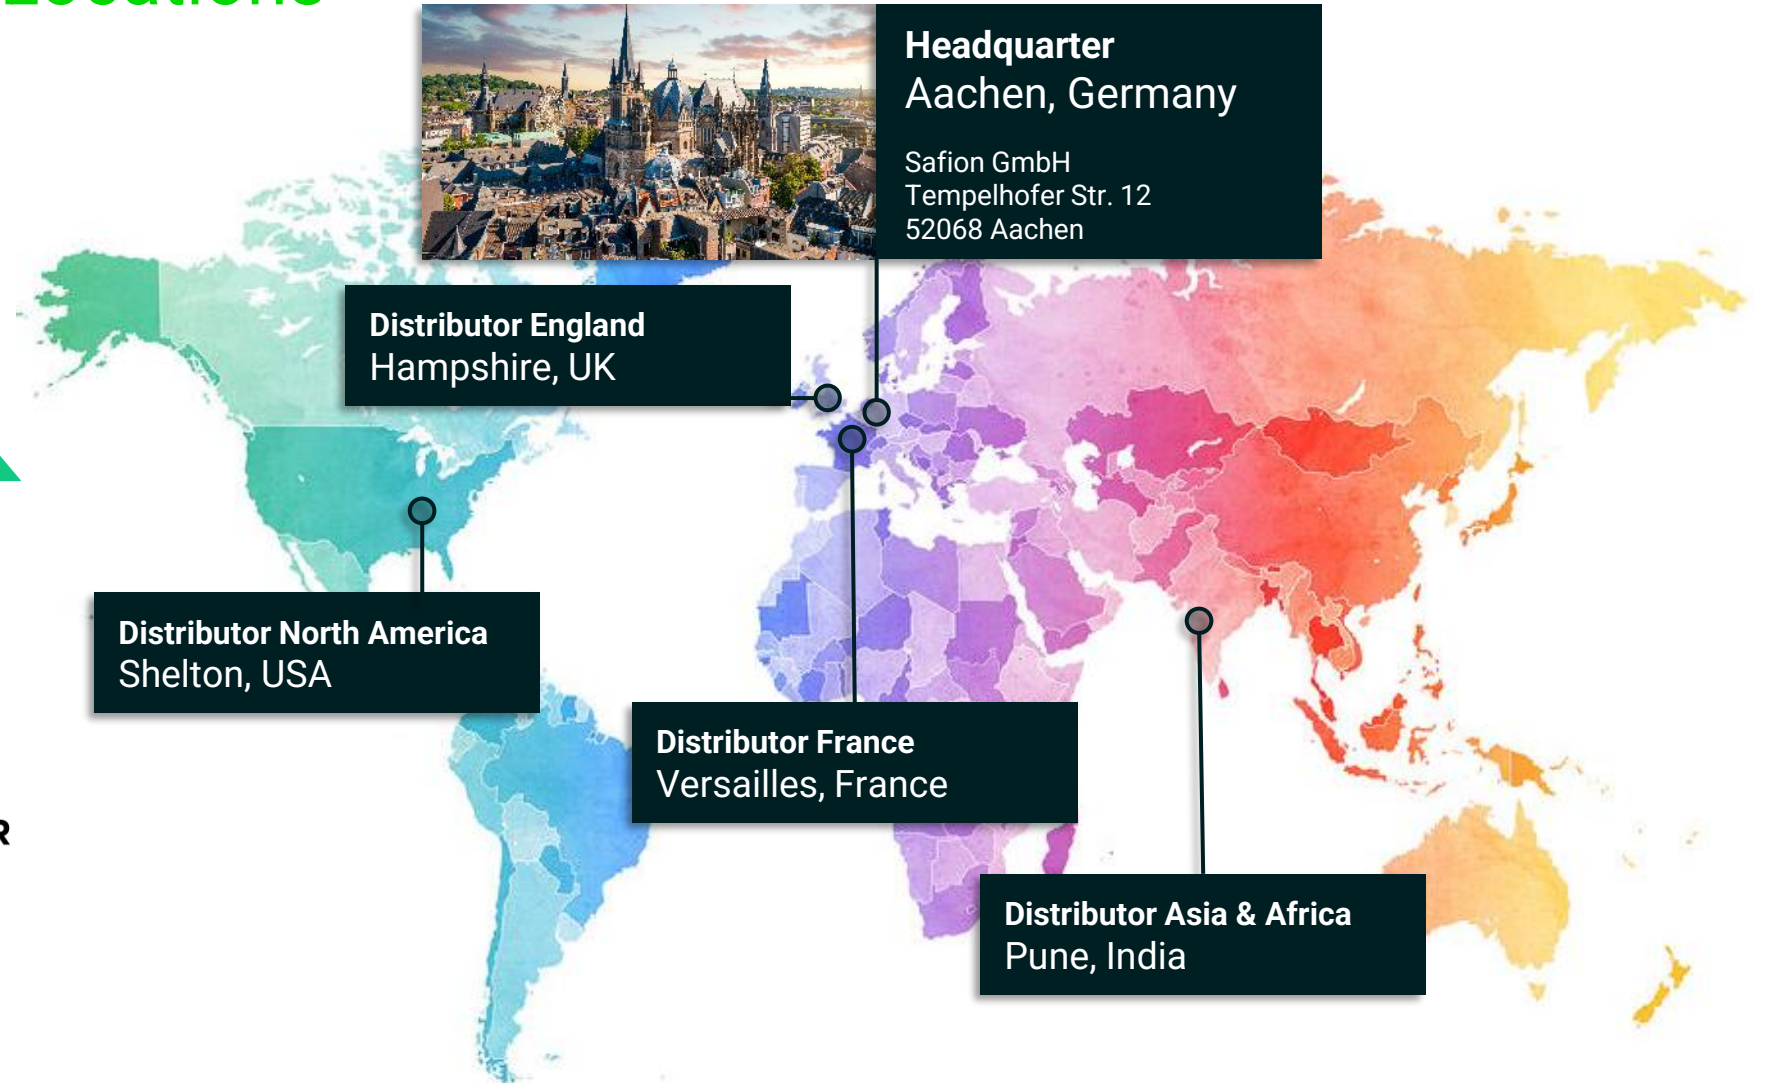 Locations
Headquarter
Aachen, Germany
Safion GmbH
Tempelhofer Str. 12
52068 Aachen
Distributor England
Hampshire, UK
Distributor North America
Shelton, USA
Distributor France
Versailles, France
R
Distributor Asia & Africa
Pune, India